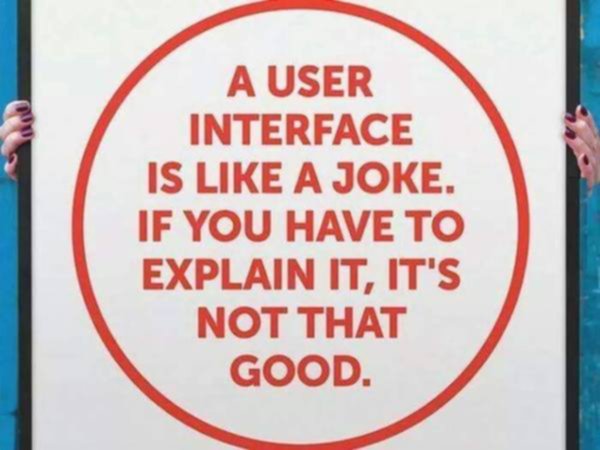 A USER
INTERFACE
IS LIKE A JOKE.
IF YOU HAVE TO
EXPLAIN IT, IT'S
NOT THAT
GOOD.